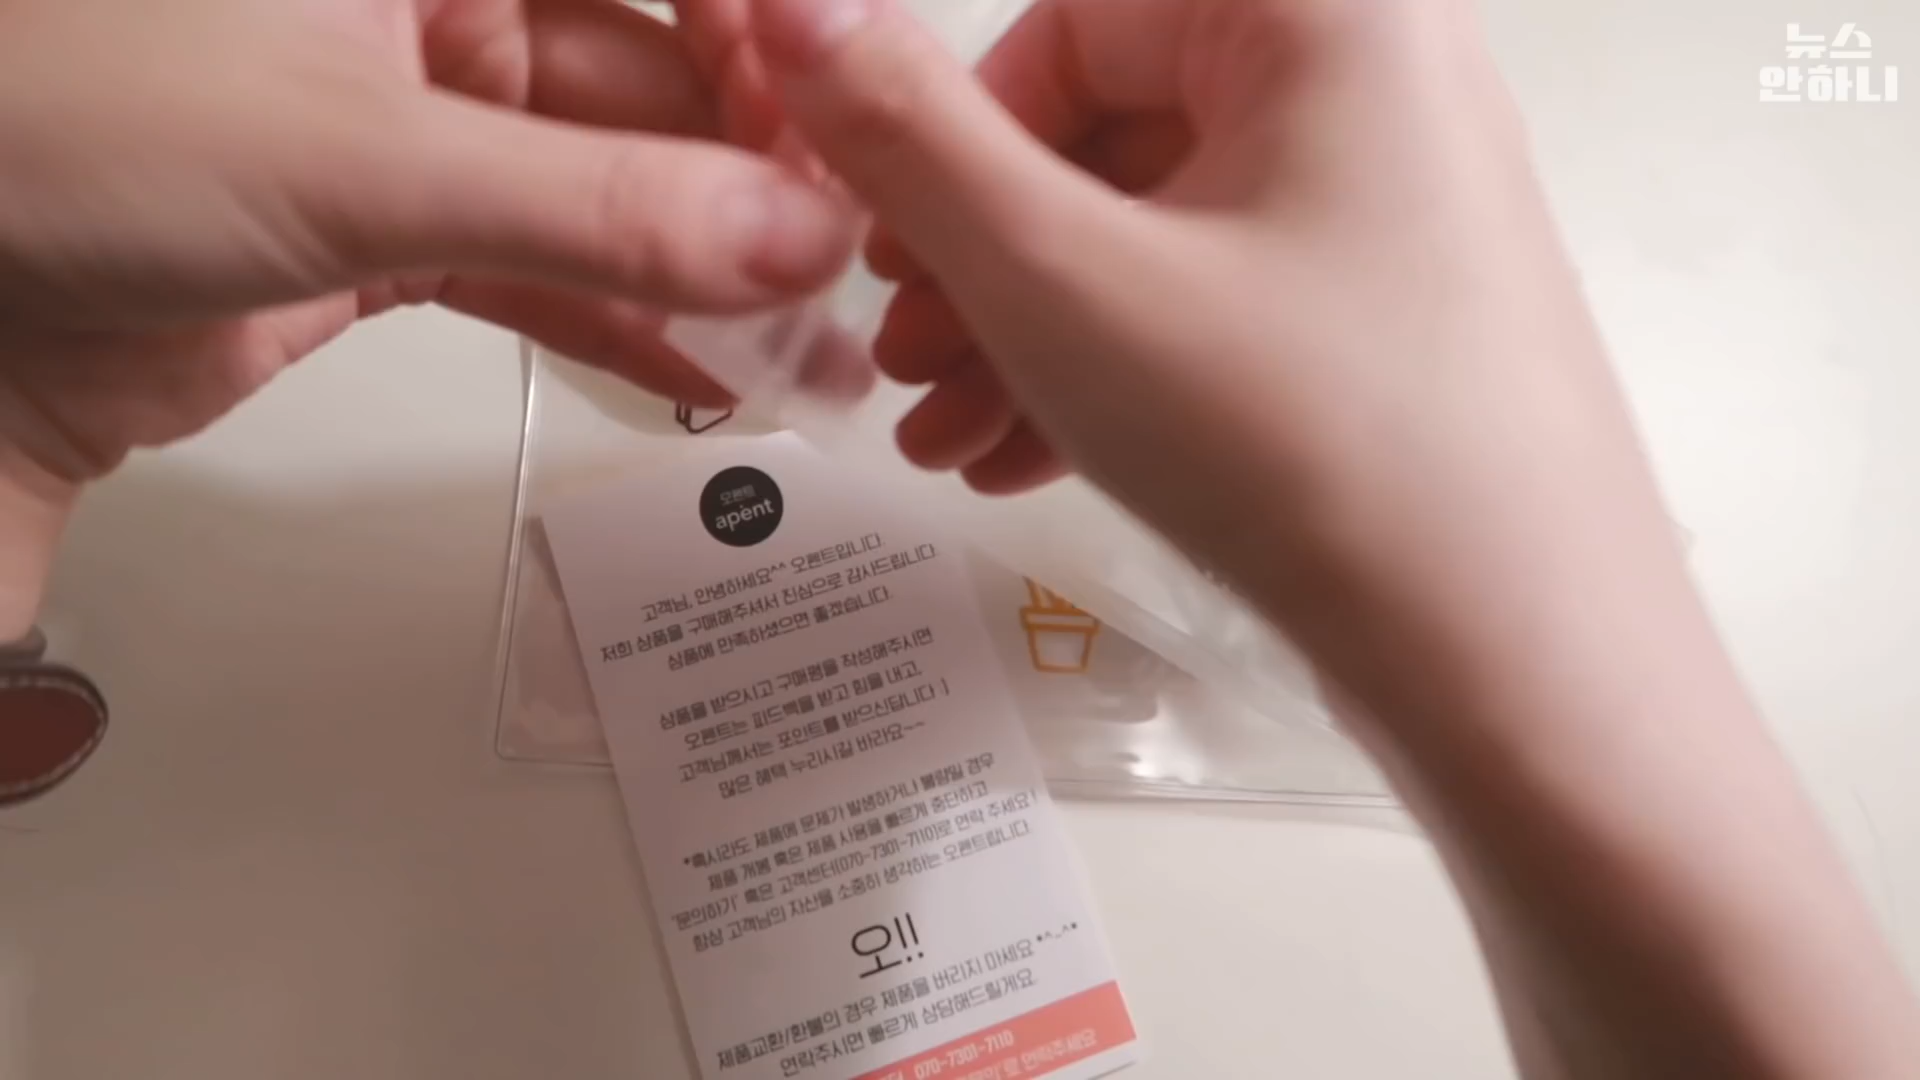 뉴스
안하니
오펜트
apent
고객님, 안녕하세요^^ 오펜트입니다.
저희 상품을 구매해주셔서 진심으로 감사드립니다.
상품에 만족하셨으면 좋겠습니다.
상품을 받으시고 구매평을 작성해주시면
오펜트는 피드백을 받고 힘을 내고,
고객님께서는 포인트를 받으신답니다 :)
많은 혜택 누리시길 바라요~~
*혹시라도 제품에 문제가 발생하거나 불량일 경우
제품 개봉 혹은 제품 사용을 빠르게 중단하고
'문의하기' 혹은 고객센터(070-7301-7110)로 연락 주세요!
항상 고객님의 자산을 소중히 생각하는 오펜트랍니다.
오!!
제품교환/환불의 경우 제품을 버리지 마세요 *^-^*
연락주시면 빠르게 상담해드릴게요.
070-7301-7110
로 연락주세요